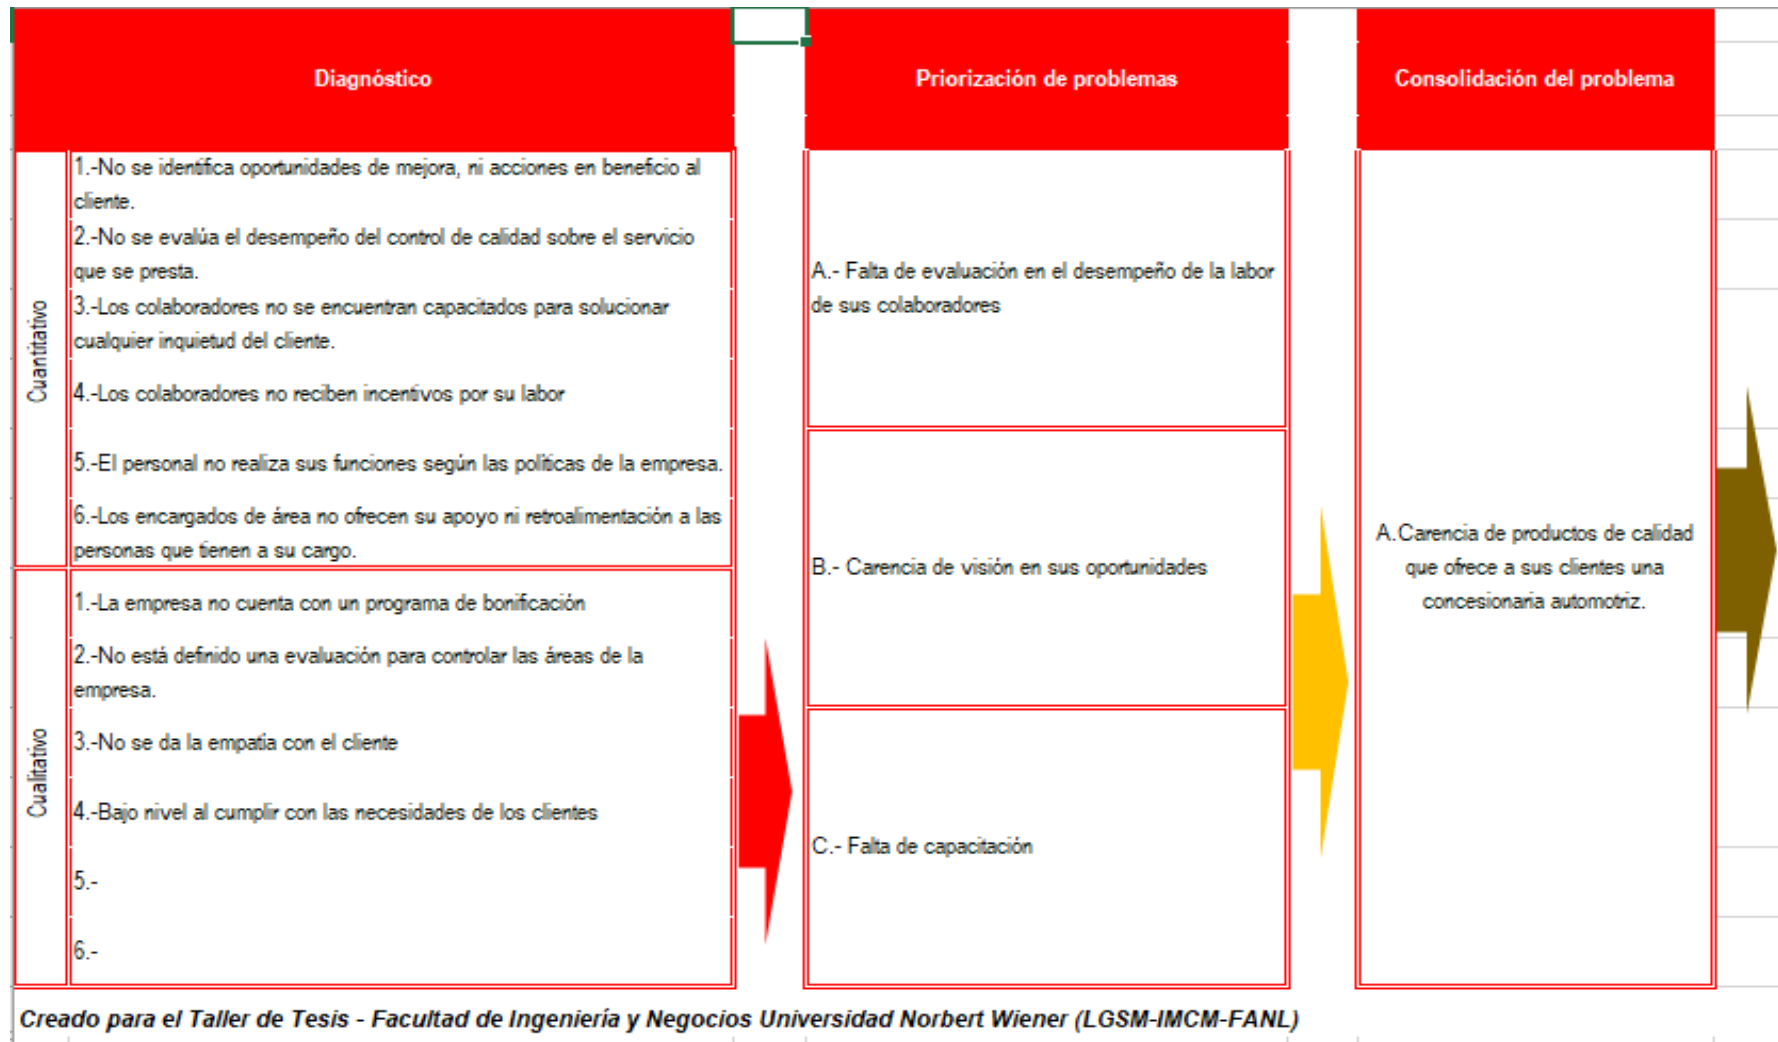 Diagnóstico
Priorización de problemas
Consolidación del problema
Cuantitativo
1.-No se identifica oportunidades de mejora, ni acciones en beneficio al
cliente.
2.-No se evalúa el desempeño del control de calidad sobre el servicio
que se presta.
3.-Los colaboradores no se encuentran capacitados para solucionar
cualquier inquietud del cliente.
4.-Los colaboradores no reciben incentivos por su labor
5.-El personal no realiza sus funciones según las políticas de la empresa.
6.-Los encargados de área no ofrecen su apoyo ni retroalimentación a las
personas que tienen a su cargo.
Cualitativo
1.-La empresa no cuenta con un programa de bonificación
2.-No está definido una evaluación para controlar las áreas de la
empresa.
3.-No se da la empatía con el cliente
4.-Bajo nivel al cumplir con las necesidades de los clientes
5.-
6.-
A.- Falta de evaluación en el desempeño de la labor
de sus colaboradores
B.- Carencia de visión en sus oportunidades
C.- Falta de capacitación
A.Carencia de productos de calidad
que ofrece a sus clientes una
concesionaria automotriz.
Creado para el Taller de Tesis - Facultad de Ingeniería y Negocios Universidad Norbert Wiener (LGSM-IMCM-FANL)